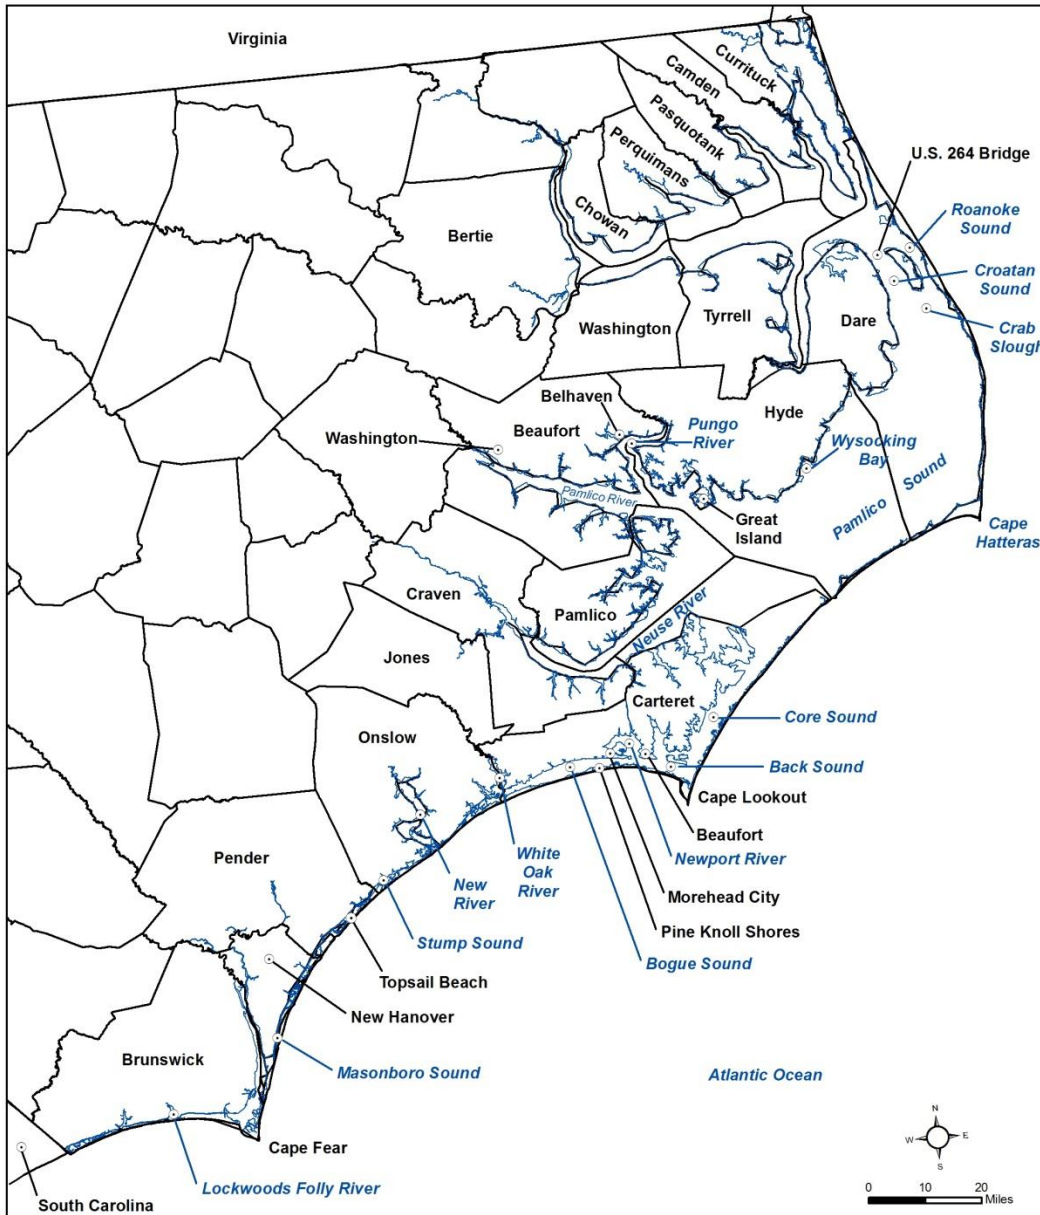 Virginia
Currituck
Camden
Pasquotank
Perquimans
Chowan
Bertie
U.S. 264 Bridge
Roanoke
Sound
Croatan
Sound
Crab
Slough
Washington
Tyrrell
Dare
Belhaven
Beaufort
Washington
Hyde
Pungo
River
Wysocking
Bay
Pamlico River
Great
Island
Pamlico Sound
Cape
Hatteras
Craven
Pamlico
Neuse River
Jones
Carteret
Onslow
Core Sound
Back Sound
Cape Lookout
Beaufort
Newport River
Morehead City
Pine Knoll Shores
Bogue Sound
White
Oak
River
New
River
Pender
Stump Sound
Topsail Beach
New Hanover
Brunswick
Masonboro Sound
Atlantic Ocean
Cape Fear
Lockwoods Folly River
South Carolina
N
W
E
S
0 10 20
Miles